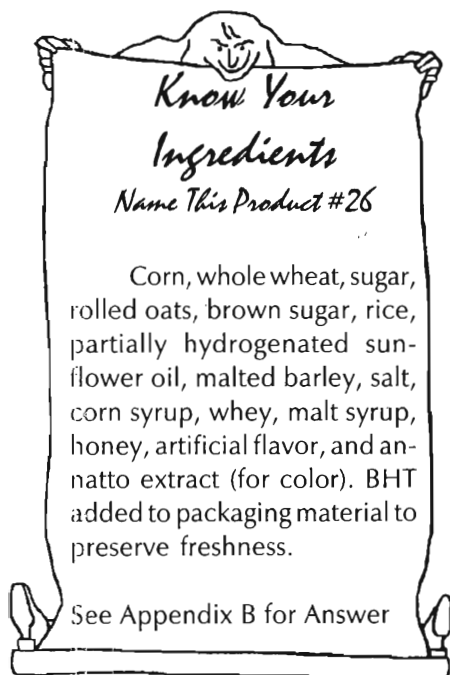 Know Your
Ingredients
Name This Product #26
Corn, whole wheat, sugar,
rolled oats, brown sugar, rice,
partially hydrogenated sun-
flower oil, malted barley, salt,
corn syrup, whey, malt syrup,
honey, artificial flavor, and an-
natto extract (for color). BHT
added to packaging material to
preserve freshness.
See Appendix B for Answer